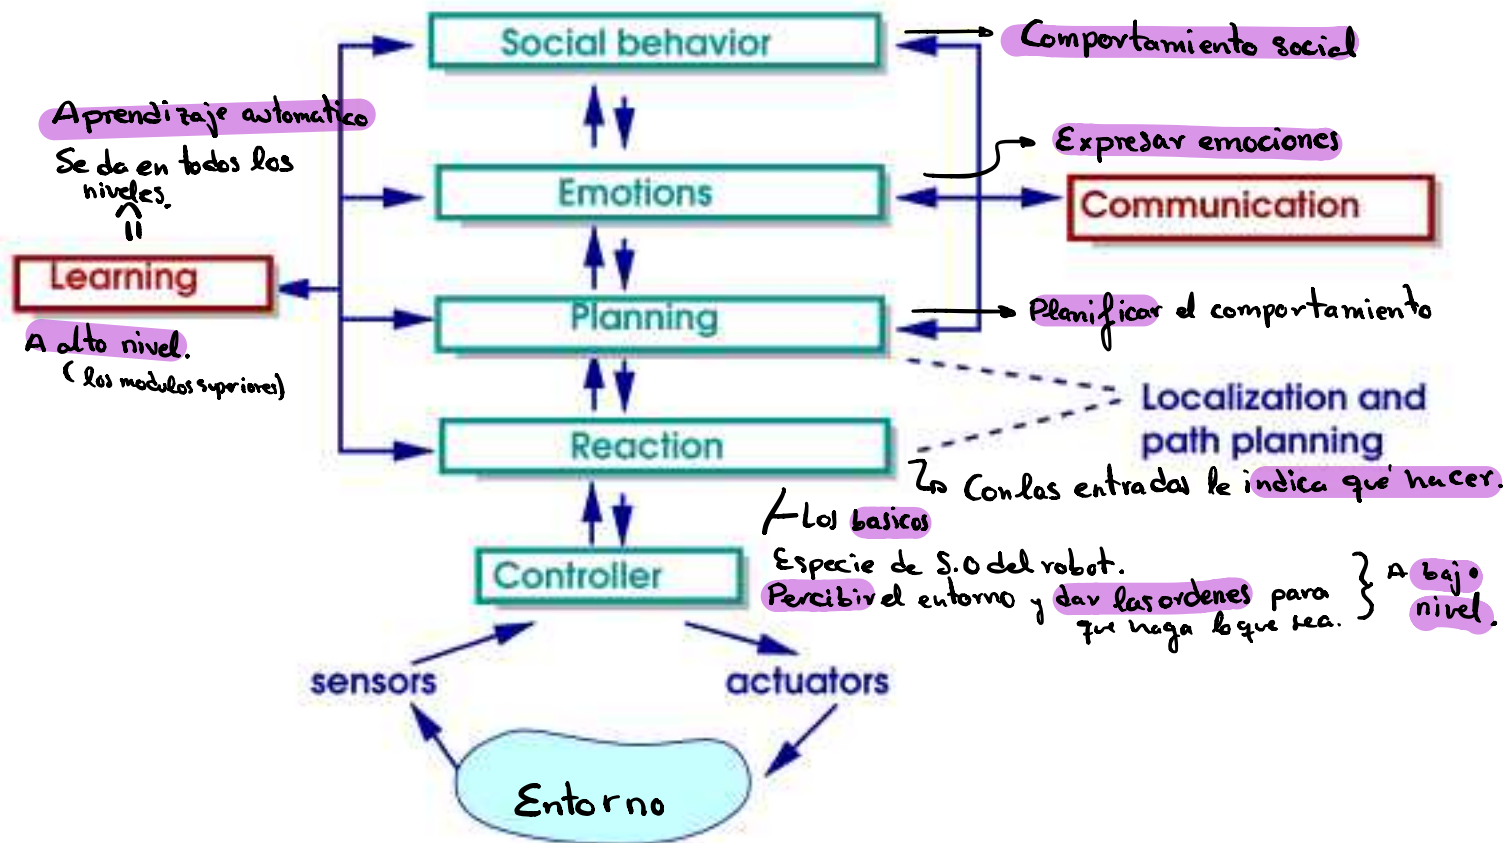 Social behavior
Comportamiento social
Aprendizaje automatico
Se da en todos los
niveles.
Expresar emociones
Emotions
Communication
Learning
A alto nivel.
(los modulos superiores)
Planning
Planificar el comportamiento
Localization and
path planning
Reaction
Con las entradas le indica qué hacer.
Los basicos
Controller
Especie de S.O del robot.
Percibir el entorno y dar las ordenes para
que haga lo que sea.
A bajo
nivel.
sensors
actuators
Entorno